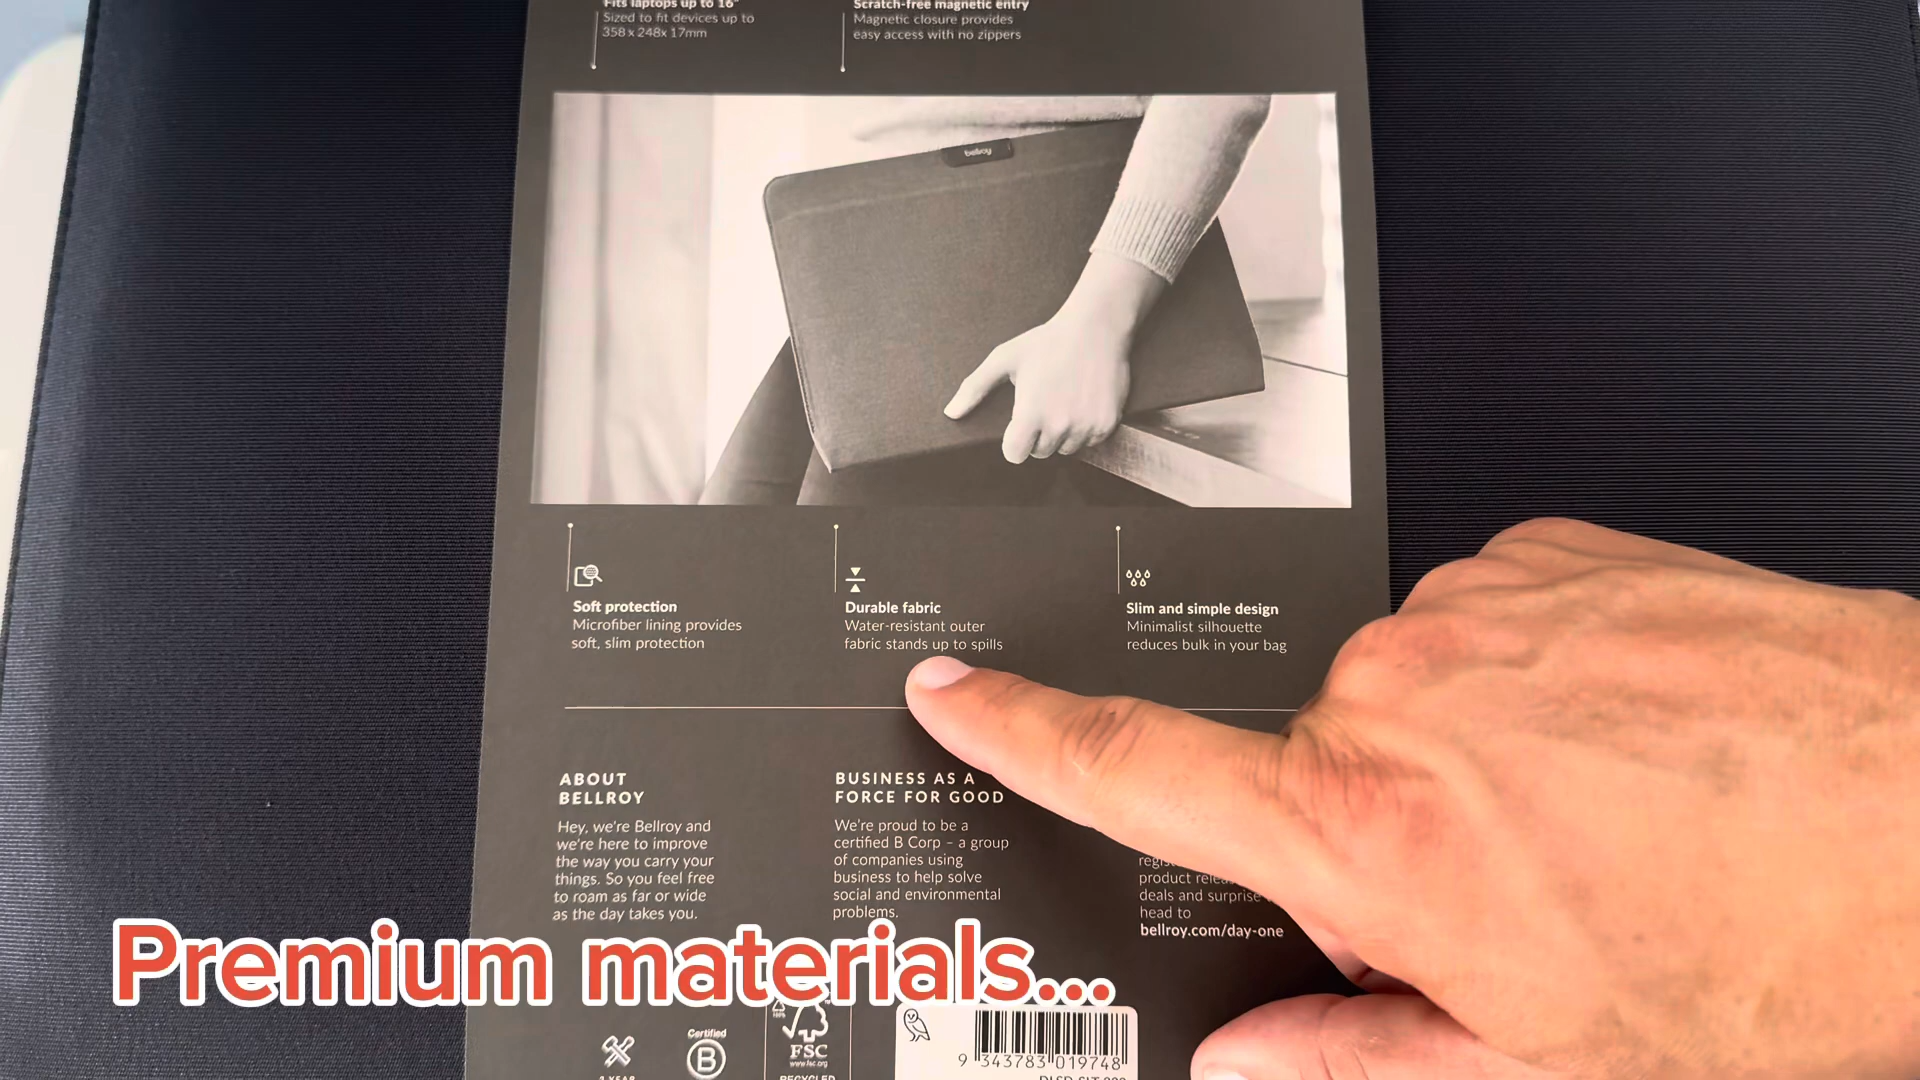 Fits laptops up to 16"
Sized to fit devices up to
358 x 248x 17mm
Scratch-free magnetic entry
Magnetic closure provides
easy access with no zippers
bellroy
Soft protection
Microfiber lining provides
soft, slim protection
Durable fabric
Water-resistant outer
fabric stands up to spills
Slim and simple design
Minimalist silhouette
reduces bulk in your bag
ABOUT
BELLROY
Hey, we're Bellroy and
we're here to improve
the way you carry your
things. So you feel free
to roam as far or wide
as the day takes you.
BUSINESS AS A
FORCE FOR GOOD
We're proud to be a
certified B Corp – a group
of companies using
business to help solve
social and environmental
problems.
product
deals and surprise
head to
bellroy.com/day-one
Premium materials...
Certified
B
100%
FSC
www.fsc.org
RECYCLED
9 343783 019748